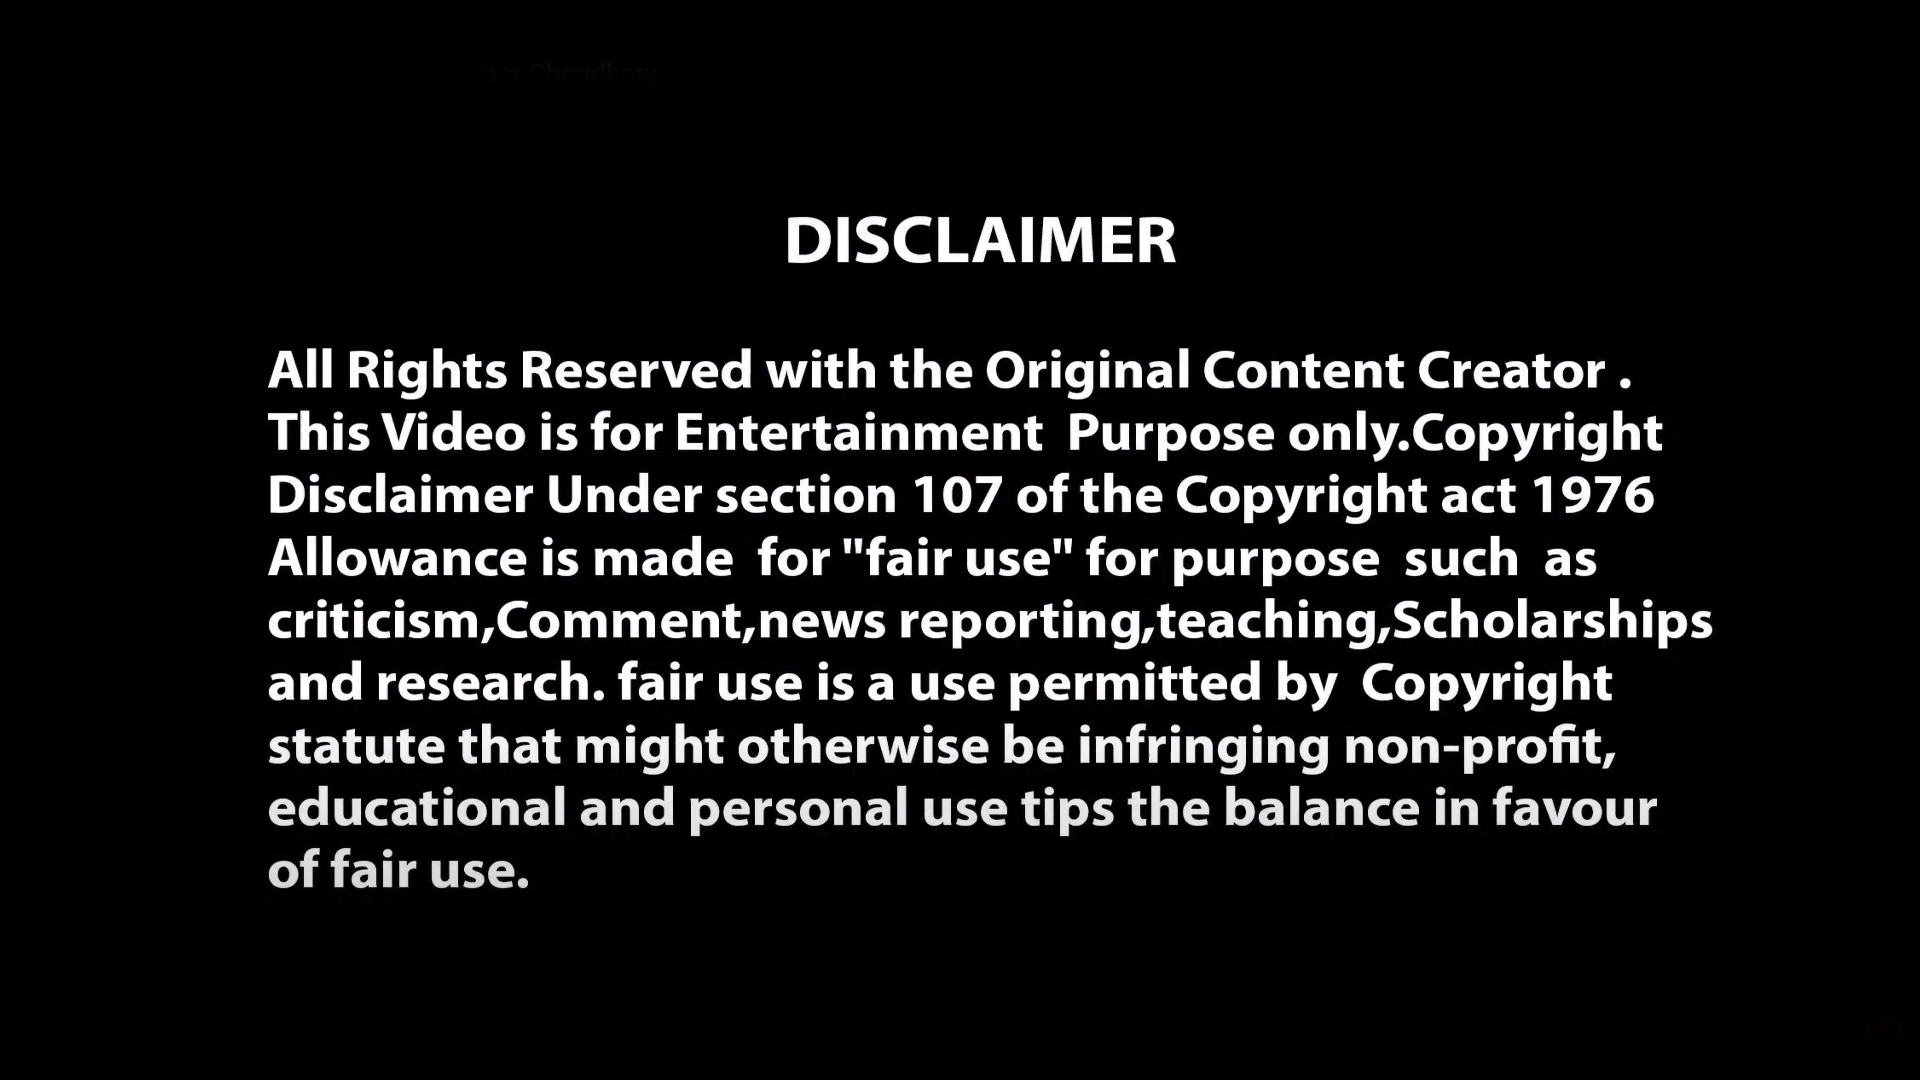 Choudhary
DISCLAIMER
All Rights Reserved with the Original Content Creator .
This Video is for Entertainment  Purpose only.Copyright
Disclaimer Under section 107 of the Copyright act 1976
Allowance is made  for "fair use" for purpose  such  as
criticism,Comment,news reporting,teaching,Scholarships
and research. fair use is a use permitted by  Copyright
statute that might otherwise be infringing non-profit,
educational and personal use tips the balance in favour
of fair use.